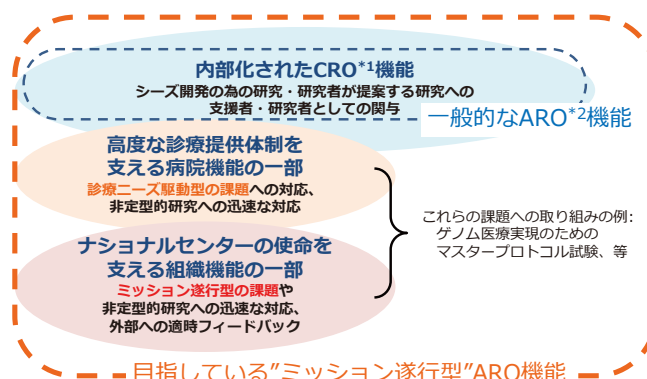 内部化されたCRO*1機能
シーズ開発の為の研究・研究者が提案する研究への
支援者・研究者としての関与
一般的なARO*2機能
高度な診療提供体制を
支える病院機能の一部
診療ニーズ駆動型の課題への対応、
非定型的研究への迅速な対応
これらの課題への取り組みの例:
ゲノム医療実現のための
マスタープロトコル試験、等
ナショナルセンターの使命を
支える組織機能の一部
ミッション遂行型の課題や
非定型的研究への迅速な対応、
外部への適時フィードバック
目指している"ミッション遂行型"ARO機能